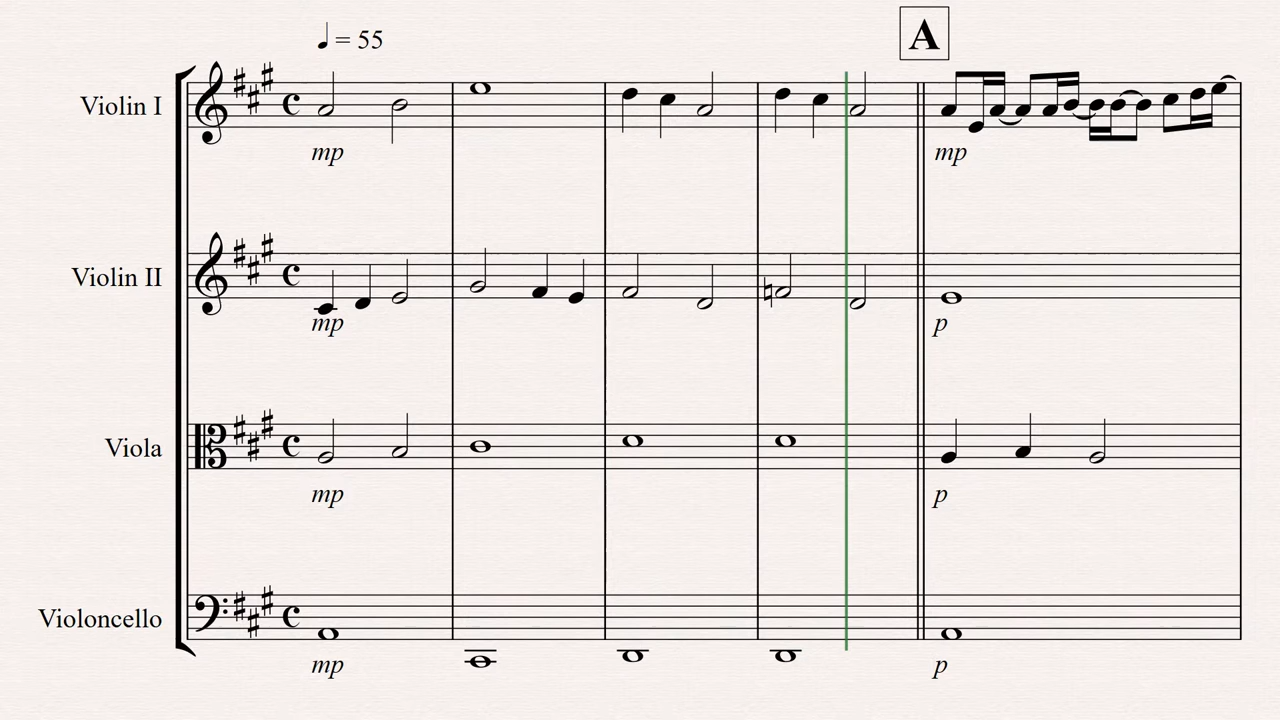 A
♩ = 55
Violin I
mp
mp
Violin II
mp
p
Viola
mp
p
Violoncello
mp
p